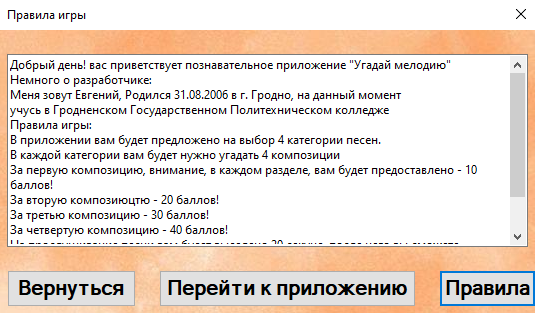 Правила игры
Добрый день! вас приветствует познавательное приложение "Угадай мелодию"
Немного о разработчике:
Меня зовут Евгений, Родился 31.08.2006 в г. Гродно, на данный момент
учусь в Гродненском Государственном Политехническом колледже
Правила игры:
В приложении вам будет предложено на выбор 4 категории песен.
В каждой категории вам будет нужно угадать 4 композиции
За первую композицию, внимание, в каждом разделе, вам будет предоставлено - 10
баллов!
За вторую композиюцтю - 20 баллов!
За третью композицию - 30 баллов!
За четвертую композицию - 40 баллов!
Вернуться
Перейти к приложению
Правила